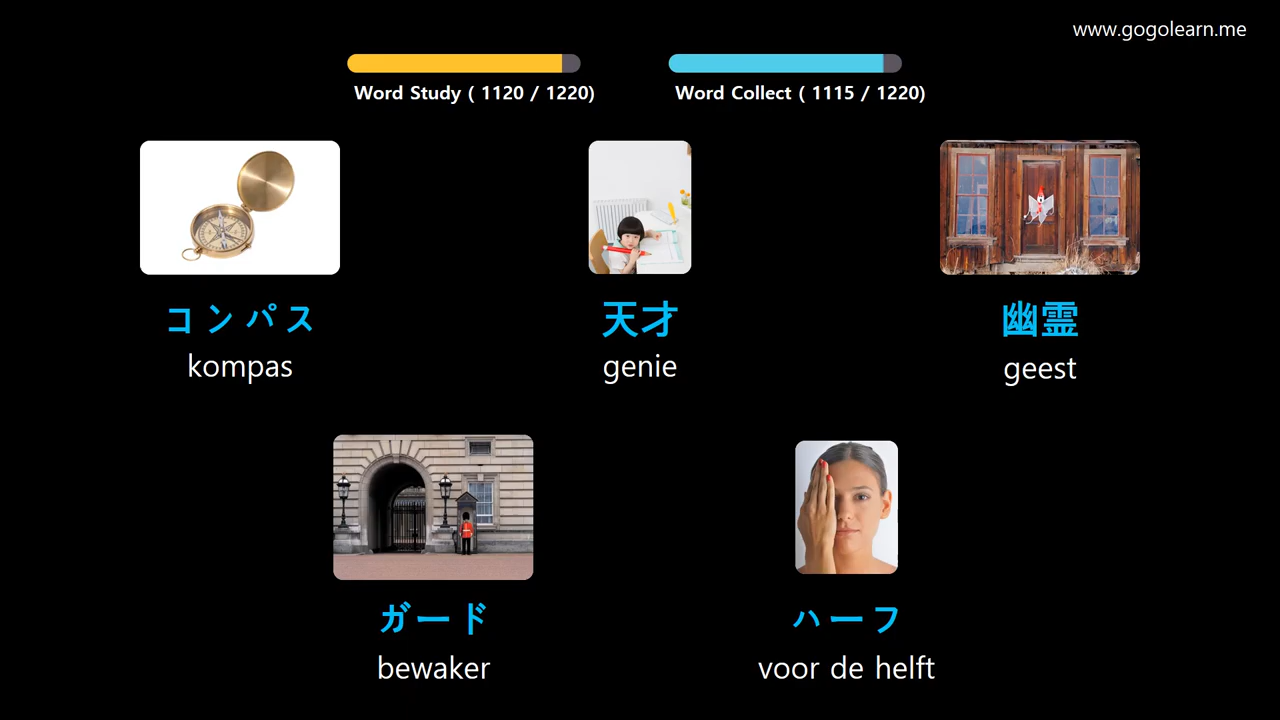 www.gogolearn.me
Word Study ( 1120 / 1220)
Word Collect ( 1115 / 1220)
コンパス
kompas
天才
genie
幽霊
geest
ガード
bewaker
ハーフ
voor de helft